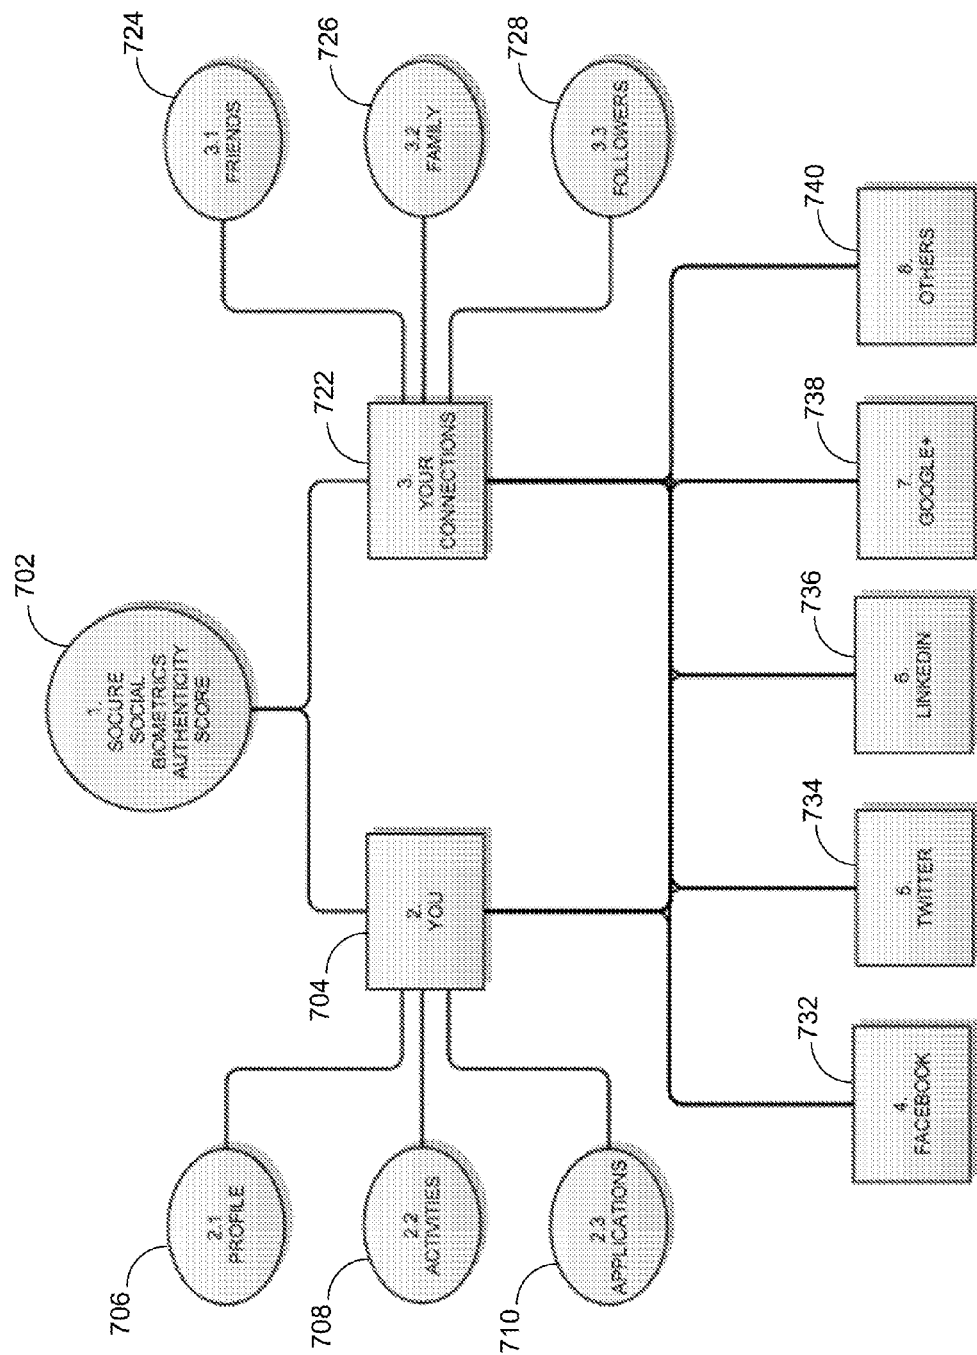 702
1.
SOCURE
SOCIAL
BIOMETRICS
AUTHENTICITY
SCORE
704
2.
YOU
722
3.
YOUR
CONNECTIONS
706
2.1
PROFILE
708
2.2
ACTIVITIES
710
2.3
APPLICATIONS
724
3.1
FRIENDS
726
3.2
FAMILY
728
3.3
FOLLOWERS
732
4.
FACEBOOK
734
5.
TWITTER
736
6.
LINKEDIN
738
7.
GOOGLE+
740
8.
OTHERS